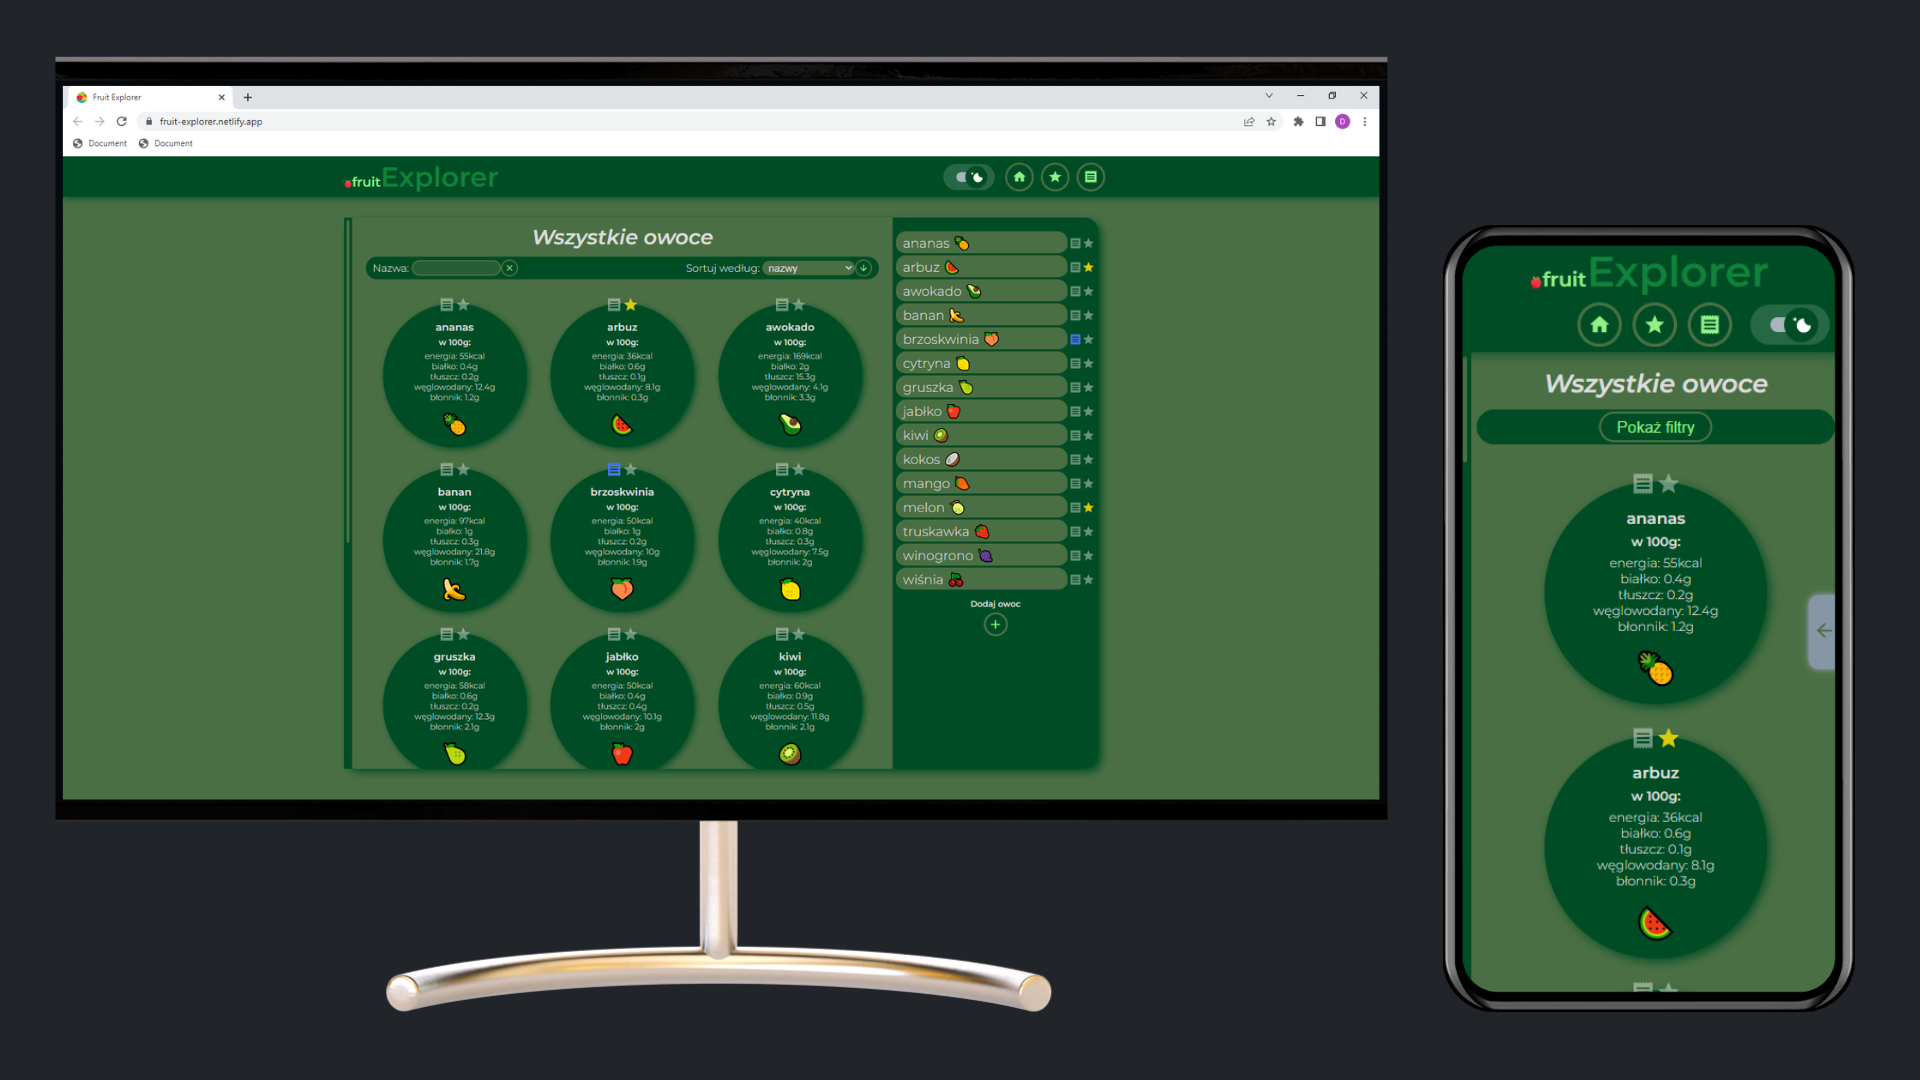 Fruit Explorer
fruit-explorer.netlify.app
D
Document
Document
fruitExplorer
Wszystkie owoce
Nazwa:
Sortuj według: nazwy
ananas
w 100g:
energia: 55kcal
białko: 0.4g
tłuszcz: 0.2g
węglowodany: 12.4g
błonnik: 1.2g
arbuz
w 100g:
energia: 36kcal
białko: 0.6g
tłuszcz: 0.1g
węglowodany: 8.1g
błonnik: 0.3g
awokado
w 100g:
energia: 169kcal
białko: 2g
tłuszcz: 15.3g
węglowodany: 4.1g
błonnik: 3.3g
banan
w 100g:
energia: 97kcal
białko: 1g
tłuszcz: 0.3g
węglowodany: 21.8g
błonnik: 1.7g
brzoskwinia
w 100g:
energia: 50kcal
białko: 1g
tłuszcz: 0.2g
węglowodany: 10g
błonnik: 1.9g
cytryna
w 100g:
energia: 40kcal
białko: 0.8g
tłuszcz: 0.3g
węglowodany: 7.5g
błonnik: 2g
gruszka
w 100g:
energia: 58kcal
białko: 0.6g
tłuszcz: 0.2g
węglowodany: 12.3g
błonnik: 2.1g
jabłko
w 100g:
energia: 50kcal
białko: 0.4g
tłuszcz: 0.4g
węglowodany: 10.1g
błonnik: 2g
kiwi
w 100g:
energia: 60kcal
białko: 0.9g
tłuszcz: 0.5g
węglowodany: 11.8g
błonnik: 2.1g
ananas
arbuz
awokado
banan
brzoskwinia
cytryna
gruszka
jabłko
kiwi
kokos
mango
melon
truskawka
winogrono
wiśnia
Dodaj owoc
fruitExplorer
Wszystkie owoce
Pokaż filtry
ananas
w 100g:
energia: 55kcal
białko: 0.4g
tłuszcz: 0.2g
węglowodany: 12.4g
błonnik: 1.2g
arbuz
w 100g:
energia: 36kcal
białko: 0.6g
tłuszcz: 0.1g
węglowodany: 8.1g
błonnik: 0.3g